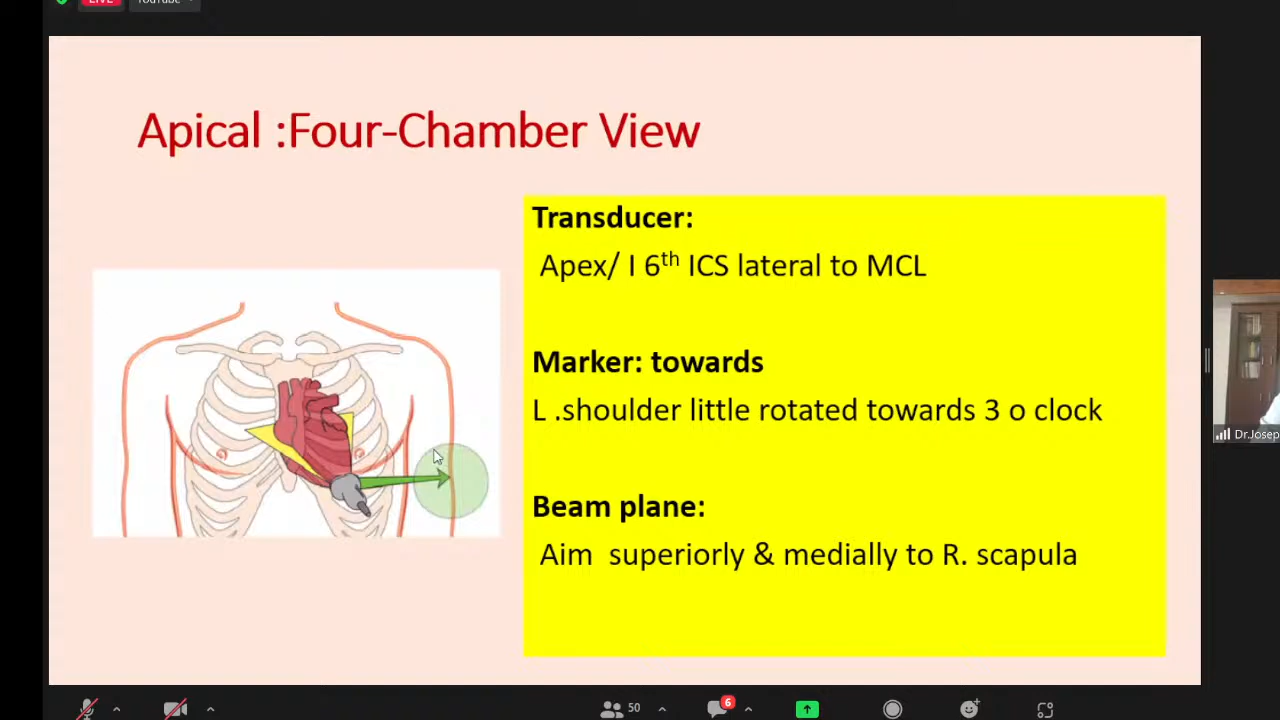 LIVE
YouTube
Apical :Four-Chamber View
Transducer:
Apex/ I 6th ICS lateral to MCL
Marker: towards
L .shoulder little rotated towards 3 o clock
Beam plane:
Aim superiorly & medially to R. scapula
Dr.Josep
50
6